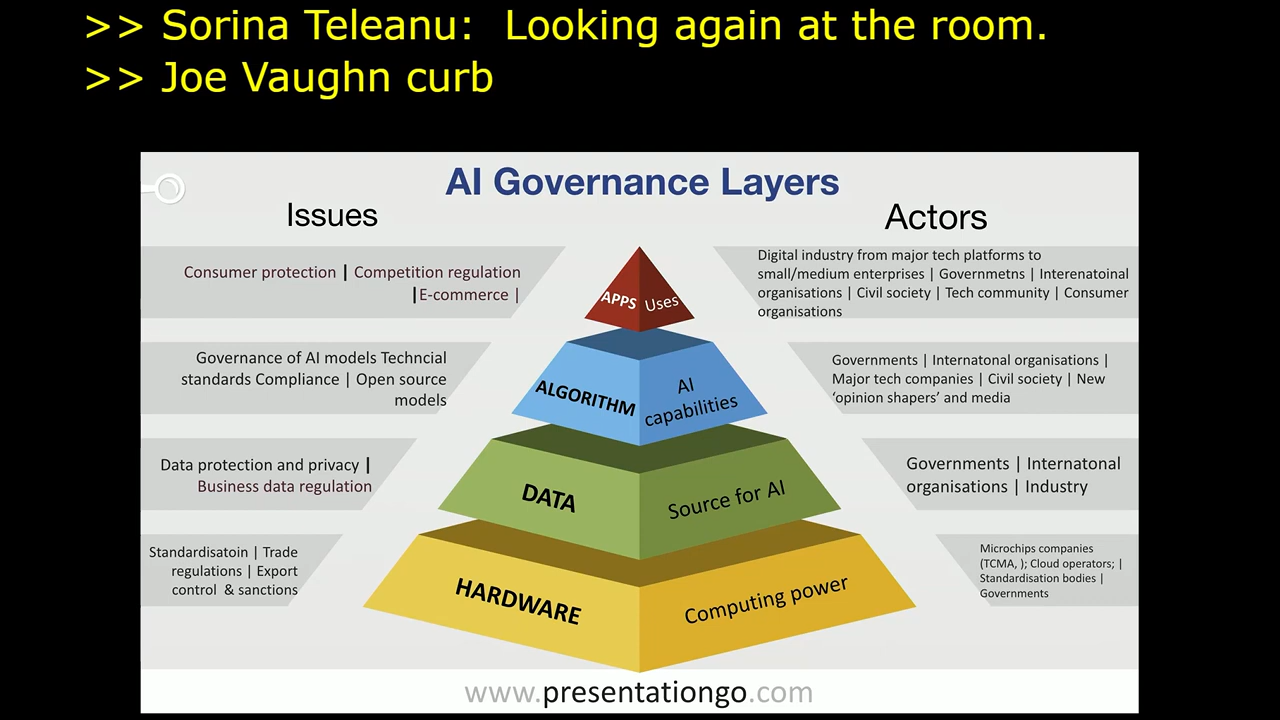 >> Sorina Teleanu:  Looking again at the room.
>> Joe Vaughn curb
AI Governance Layers
Issues
Actors
Consumer protection | Competition regulation
|E-commerce |
APPS
Uses
Digital industry from major tech platforms to
small/medium enterprises | Governmetns | Interenatoinal
organisations | Civil society | Tech community | Consumer
organisations
Governance of AI models Techncial
standards Compliance | Open source
models
ALGORITHM
AI
capabilities
Governments | Internatonal organisations |
Major tech companies | Civil society | New
‘opinion shapers’ and media
Data protection and privacy |
Business data regulation
DATA
Source for AI
Governments | Internatonal
organisations | Industry
Standardisatoin | Trade
regulations | Export
control & sanctions
HARDWARE
Computing power
Microchips companies
(TCMA, ); Cloud operators; |
Standardisation bodies |
Governments
www.presentationgo.com